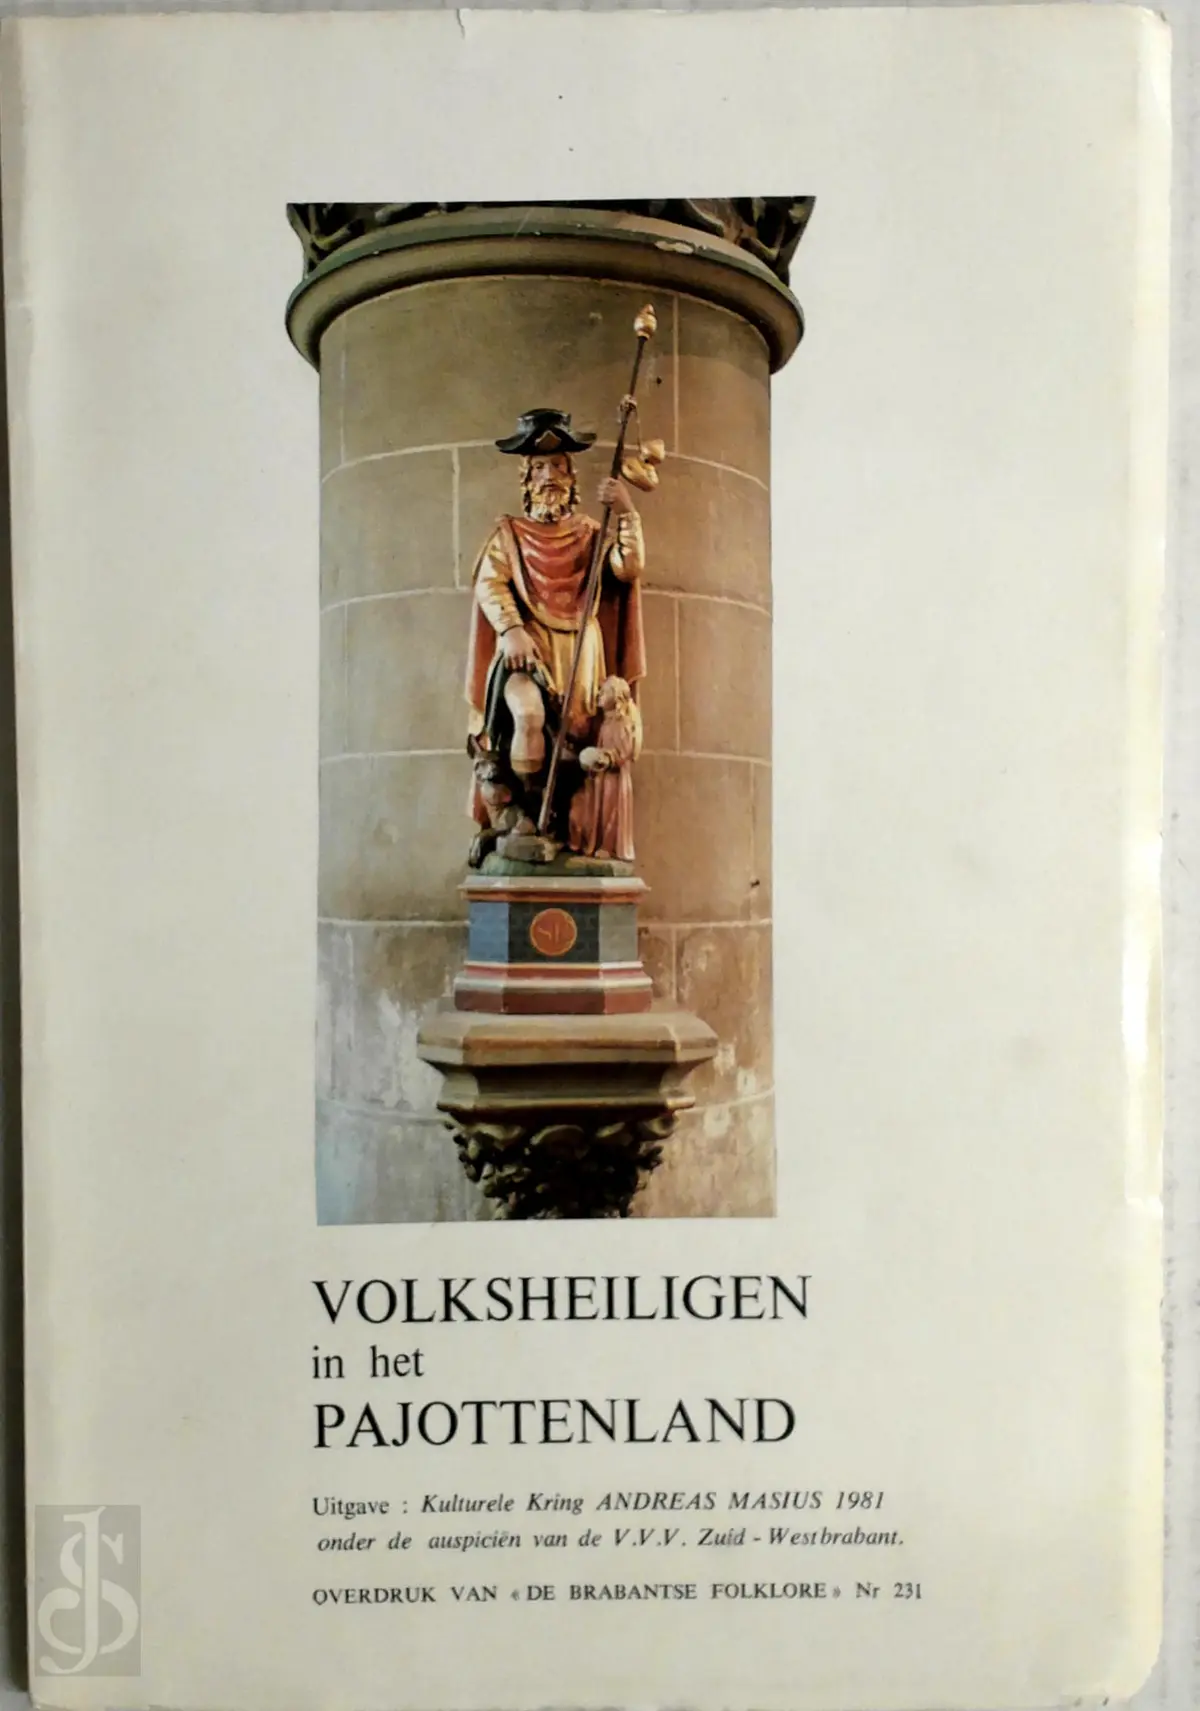 VOLKSHEILIGEN
in het
PAJOTTENLAND
Uitgave : Kulturele Kring ANDREAS MASIUS 1981
onder de auspiciën van de V.V.V. Zuid - Westbrabant.
OVERDRUK VAN « DE BRABANTSE FOLKLORE » Nr 231